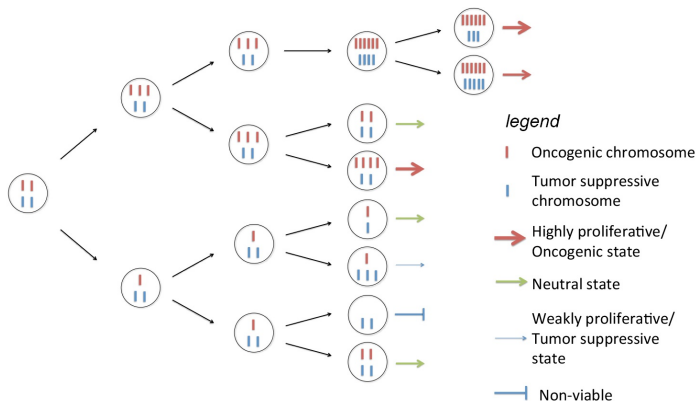 legend
Oncogenic chromosome
Tumor suppressive
chromosome
Highly proliferative/
Oncogenic state
Neutral state
Weakly proliferative/
Tumor suppressive
state
Non-viable